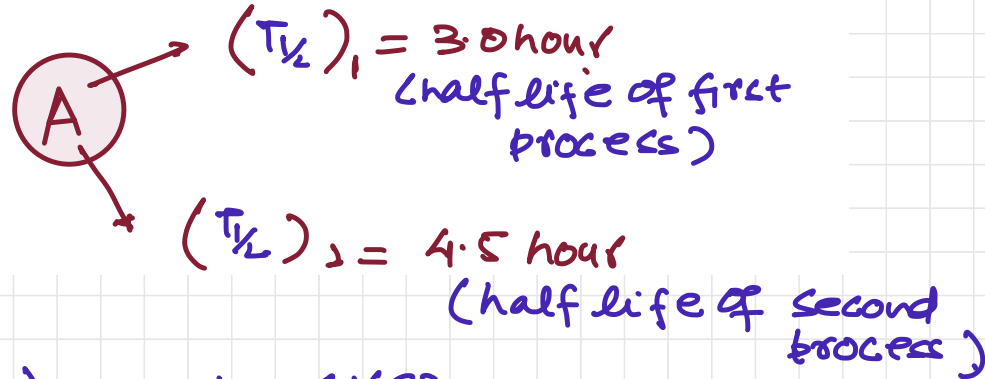 A
(T1/2)1 = 3.0 hour
(half life of first
process)
(T1/2)2 = 4.5 hour
(half life of second
process)